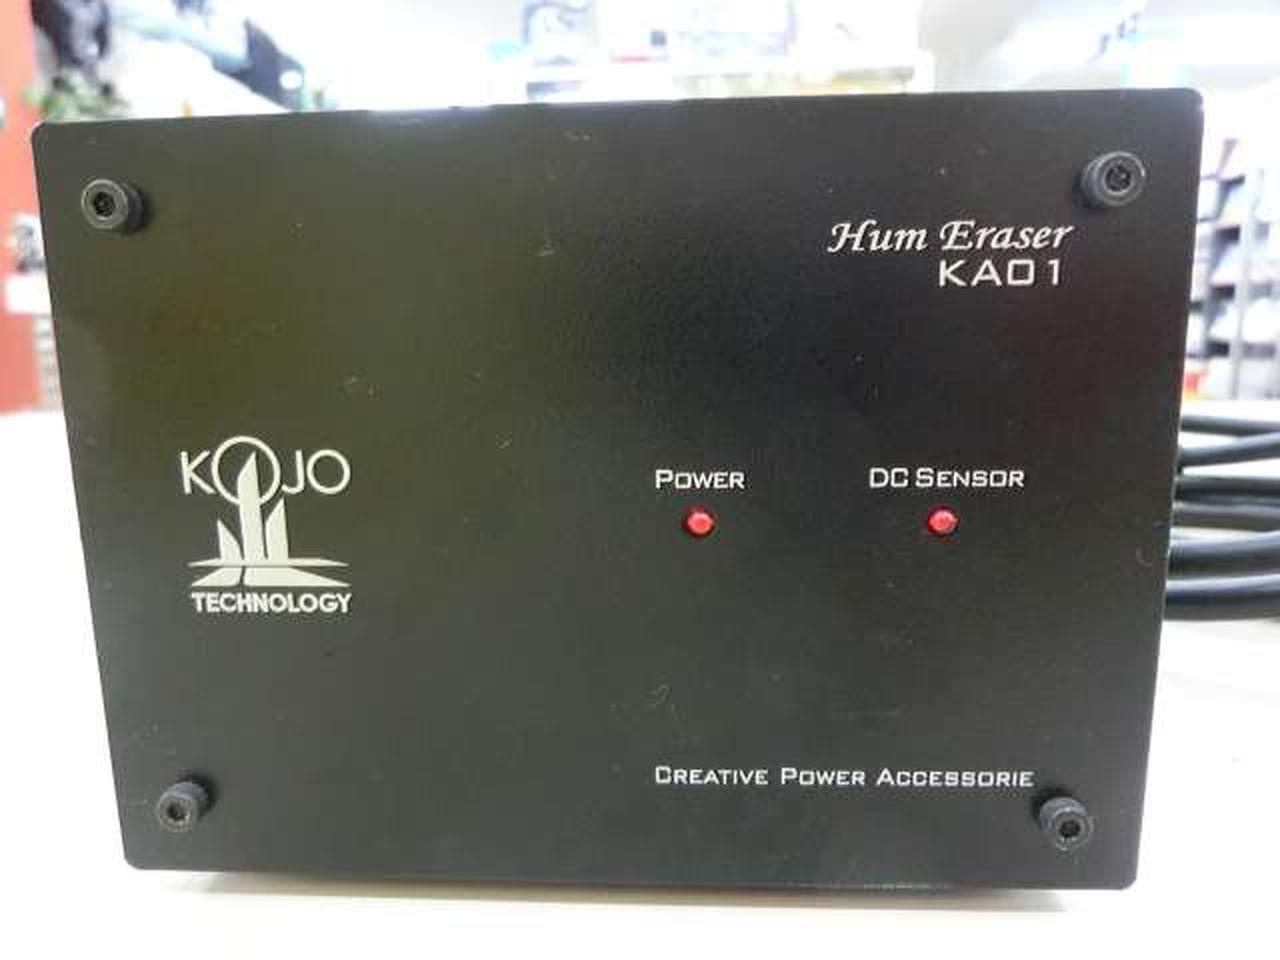 Hum Eraser
KA01
KOJO
TECHNOLOGY
POWER
DC SENSOR
CREATIVE POWER ACCESSORIE